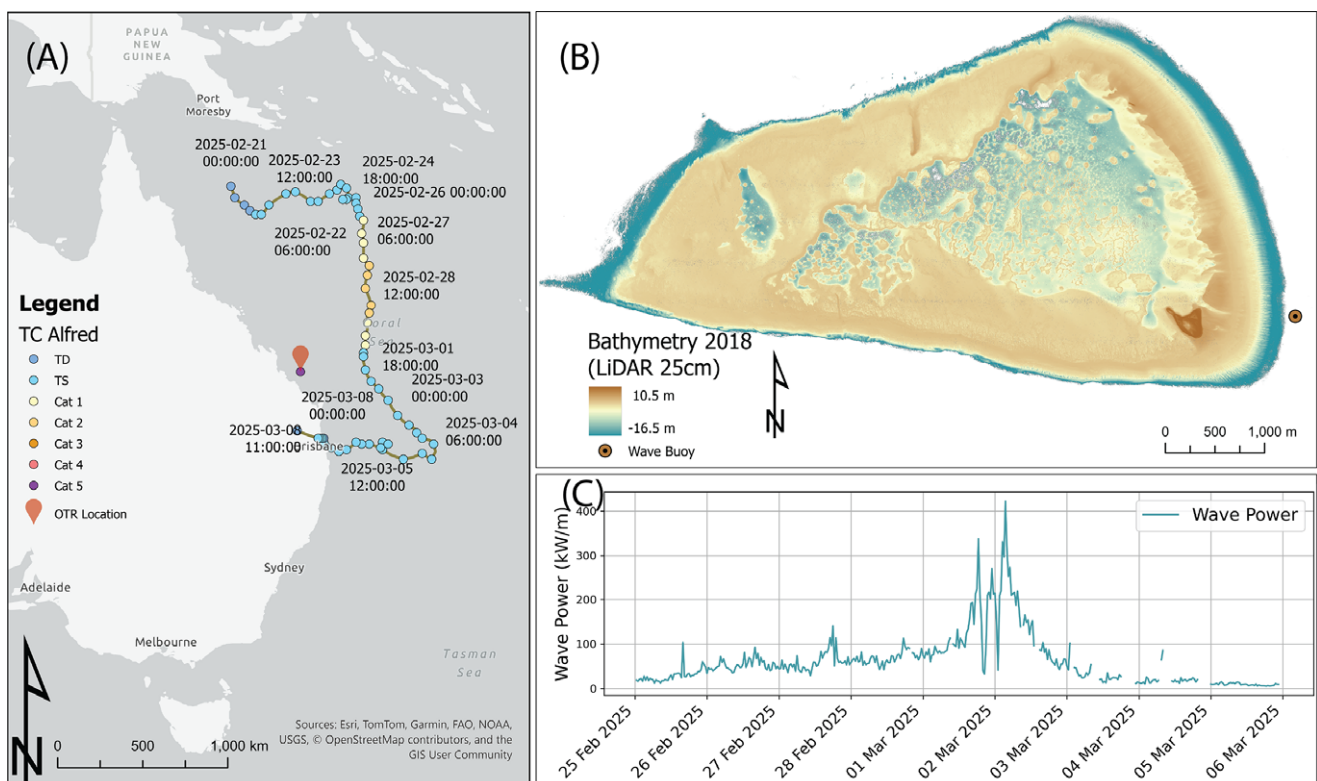 (A)
PAPUA
NEW
GUINEA
Port
Moresby
2025-02-21
00:00:00
2025-02-23
12:00:00
2025-02-24
18:00:00
2025-02-26 00:00:00
2025-02-22
06:00:00
2025-02-27
06:00:00
2025-02-28
12:00:00
Sea
2025-03-01
18:00:00
2025-03-03
00:00:00
2025-03-08
00:00:00
2025-03-04
06:00:00
2025-03-08
11:00:00
Brisbane
2025-03-05
12:00:00
Legend
TC Alfred
TD
TS
Cat 1
Cat 2
Cat 3
Cat 4
Cat 5
OTR Location
Sydney
Adelaide
Melbourne
Tasman
Sea
Sources: Esri, TomTom, Garmin, FAO, NOAA,
USGS, © OpenStreetMap contributors, and the
GIS User Community
N
0 500 1,000 km
(B)
Bathymetry 2018
(LiDAR 25cm)
10.5 m
-16.5 m
Wave Buoy
N
0 500 1,000 m
(C)
Wave Power (kW/m)
400
300
200
100
0
Wave Power
25 Feb 2025
26 Feb 2025
27 Feb 2025
28 Feb 2025
01 Mar 2025
02 Mar 2025
03 Mar 2025
04 Mar 2025
05 Mar 2025
06 Mar 2025